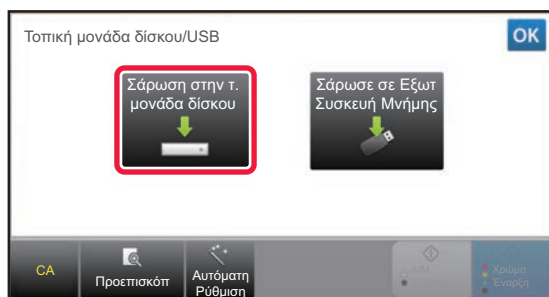 Τοπική μονάδα δίσκου/USB
OK
Σάρωση στην τ.
μονάδα δίσκου
Σάρωσε σε Εξωτ
Συσκευή Μνήμης
CA
Προεπισκόπ
Αυτόματη
Ρύθμιση
Χρώμα
Έναρξη